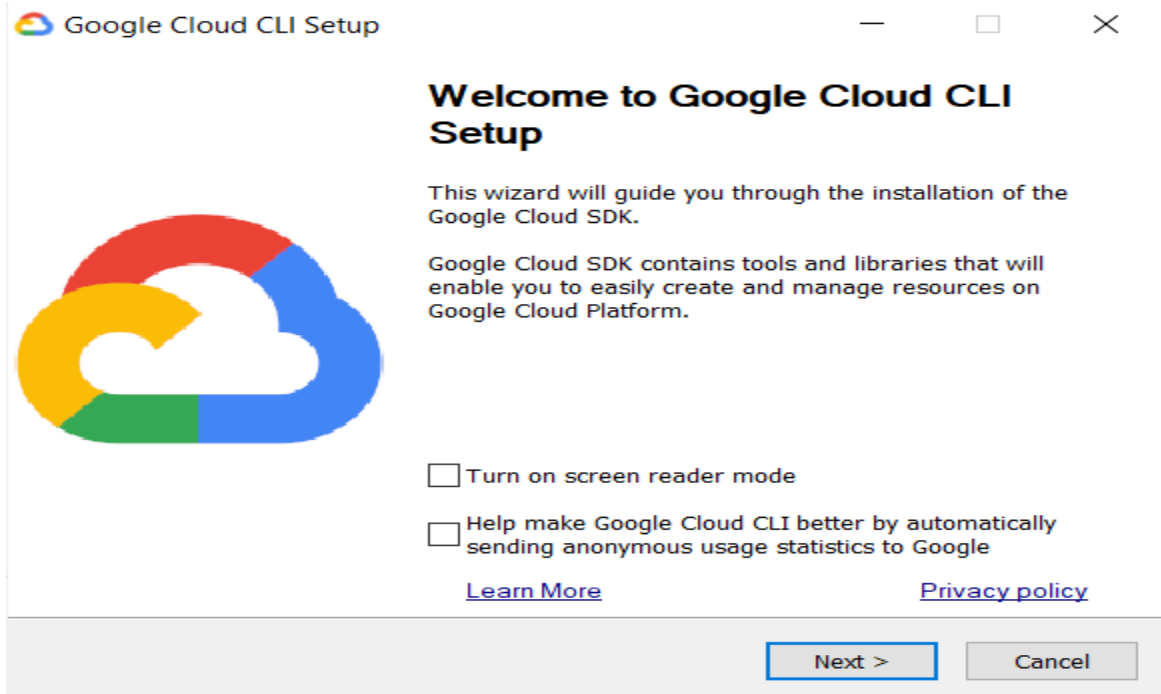 Google Cloud CLI Setup
Welcome to Google Cloud CLI
Setup
This wizard will guide you through the installation of the
Google Cloud SDK.
Google Cloud SDK contains tools and libraries that will
enable you to easily create and manage resources on
Google Cloud Platform.
Turn on screen reader mode
Help make Google Cloud CLI better by automatically
sending anonymous usage statistics to Google
Learn More Privacy policy
Next > Cancel